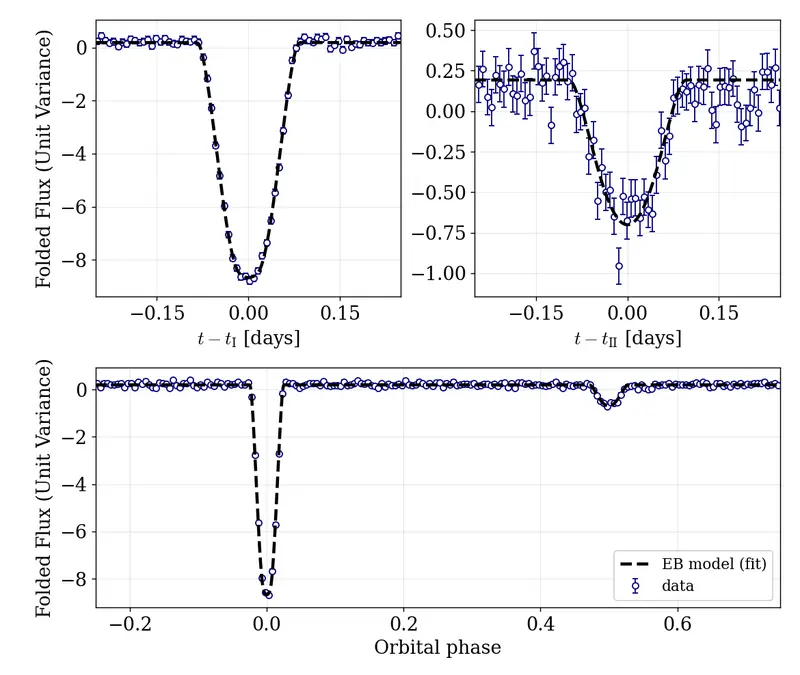 Folded Flux (Unit Variance)
0
−2
−4
−6
−8
−0.15 0.00 0.15
t − tI [days]
0.50
0.25
0.00
−0.25
−0.50
−0.75
−1.00
−0.15 0.00 0.15
t − tII [days]
Folded Flux (Unit Variance)
0
−2
−4
−6
−8
EB model (fit)
data
−0.2 0.0 0.2 0.4 0.6
Orbital phase